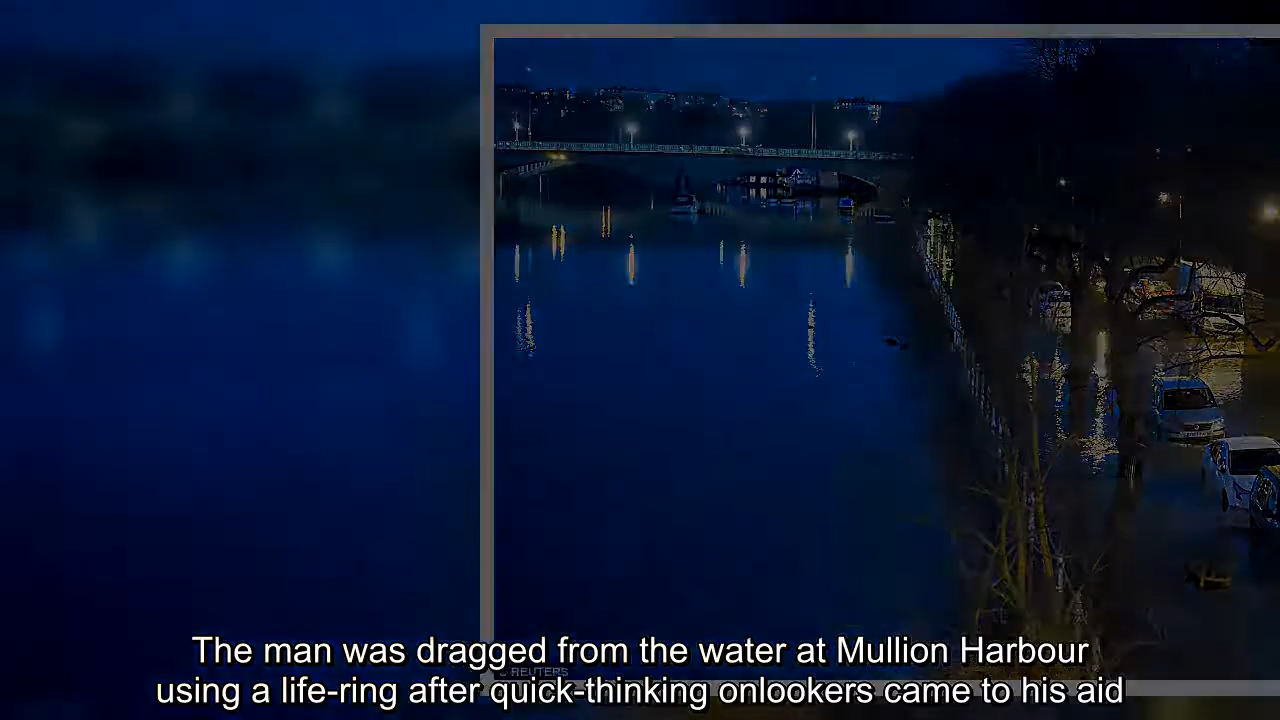 © REUTERS
The man was dragged from the water at Mullion Harbour
using a life-ring after quick-thinking onlookers came to his aid